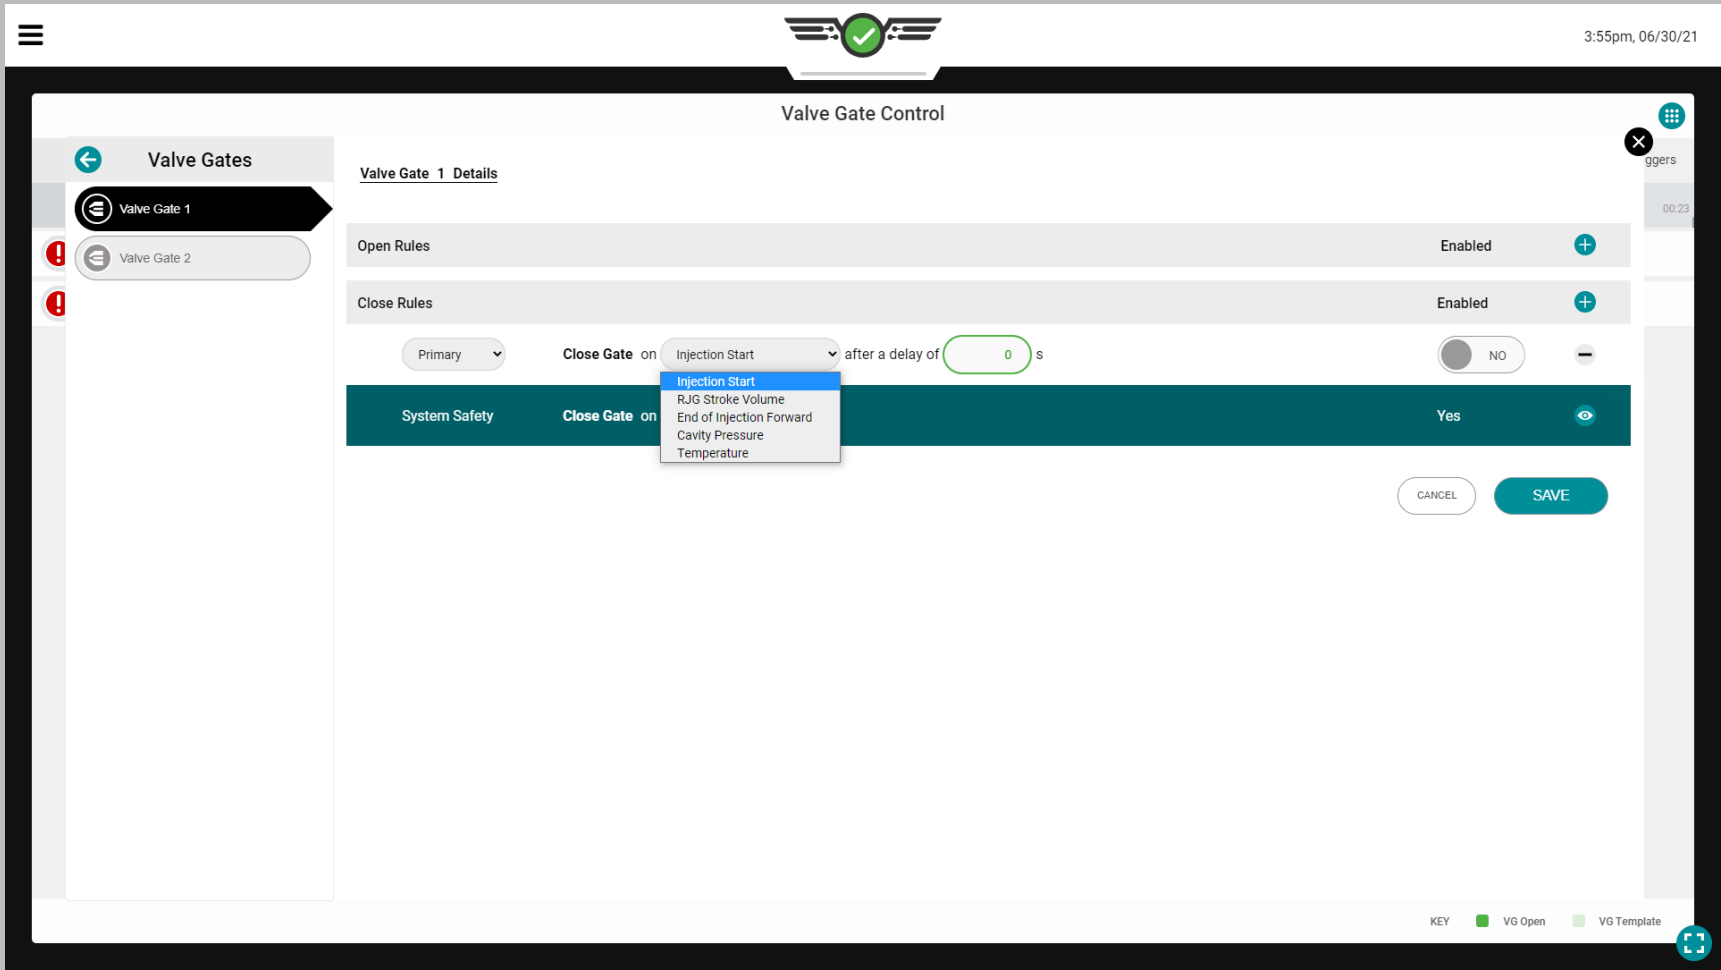 3:55pm, 06/30/21
Valve Gate Control
Valve Gates
ggers
Valve Gate 1 Details
Valve Gate 1
00:23
Open Rules Enabled
Valve Gate 2
Close Rules Enabled
Primary Close Gate on Injection Start after a delay of 0 s NO
Injection Start
RJG Stroke Volume
System Safety Close Gate on End of Injection Forward Yes
Cavity Pressure
Temperature
CANCEL SAVE
KEY VG Open VG Template